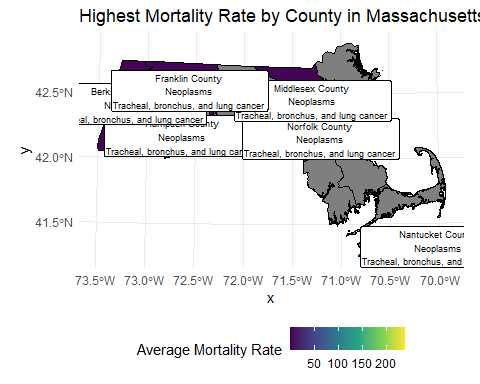 Highest Mortality Rate by County in Massachusetts
Franklin County
Neoplasms
Tracheal, bronchus, and lung cancer
Middlesex County
Neoplasms
Tracheal, bronchus, and lung cancer
Norfolk County
Neoplasms
Tracheal, bronchus, and lung cancer
Tracheal, bronchus, and lung
Nantucket
Neoplasms
Tracheal, bronchus, and
42.5°N
42.0°N
41.5°N
y
73.5°W 73.0°W 72.5°W 72.0°W 71.5°W 71.0°W 70.5°W 70.0°W
x
Average Mortality Rate
50 100 150 200